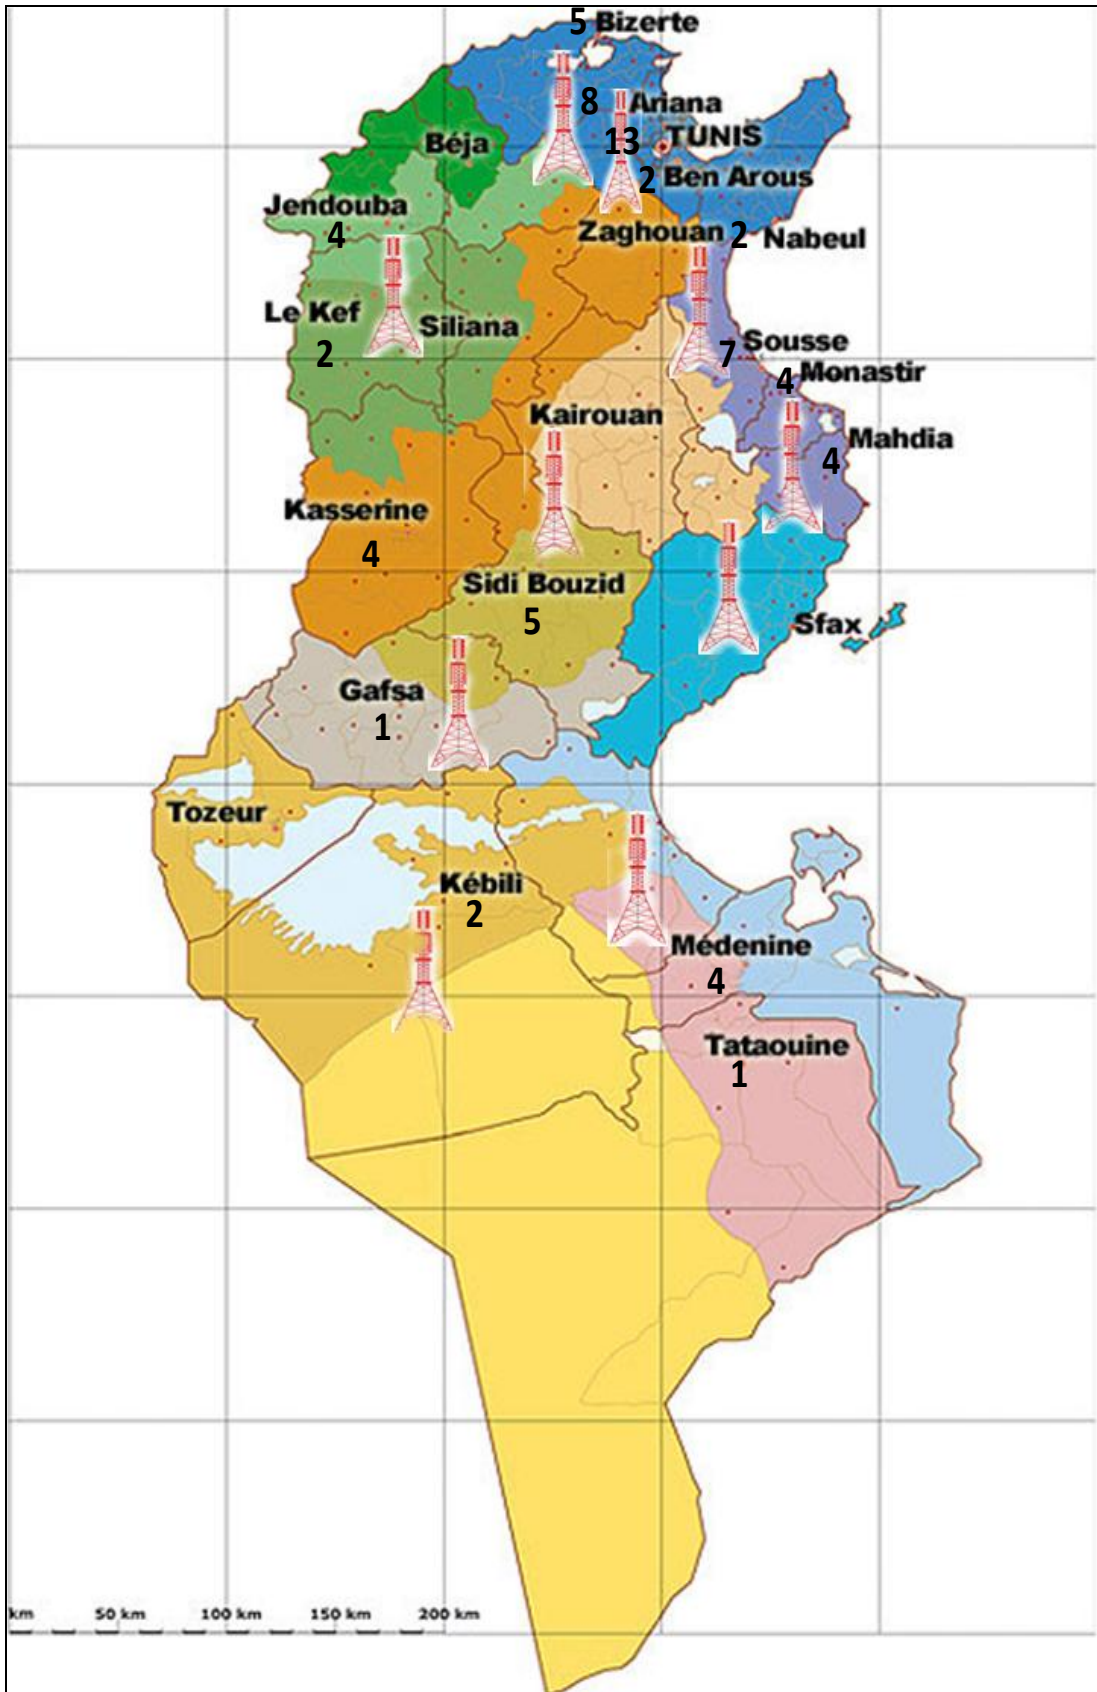 5 Bizerte
8 Ariana
13 TUNIS
Béja
2 Ben Arous
Jendouba
4
Zaghouan 2 Nabeul
Le Kef
Siliana
2
7 Sousse
4 Monastir
Kairouan
Mahdia
4
Kasserine
4
Sidi Bouzid
5
Sfax
Gafsa
1
Tozeur
Kébili
2
Médenine
4
Tataouine
1
km 50 km 100 km 150 km 200 km